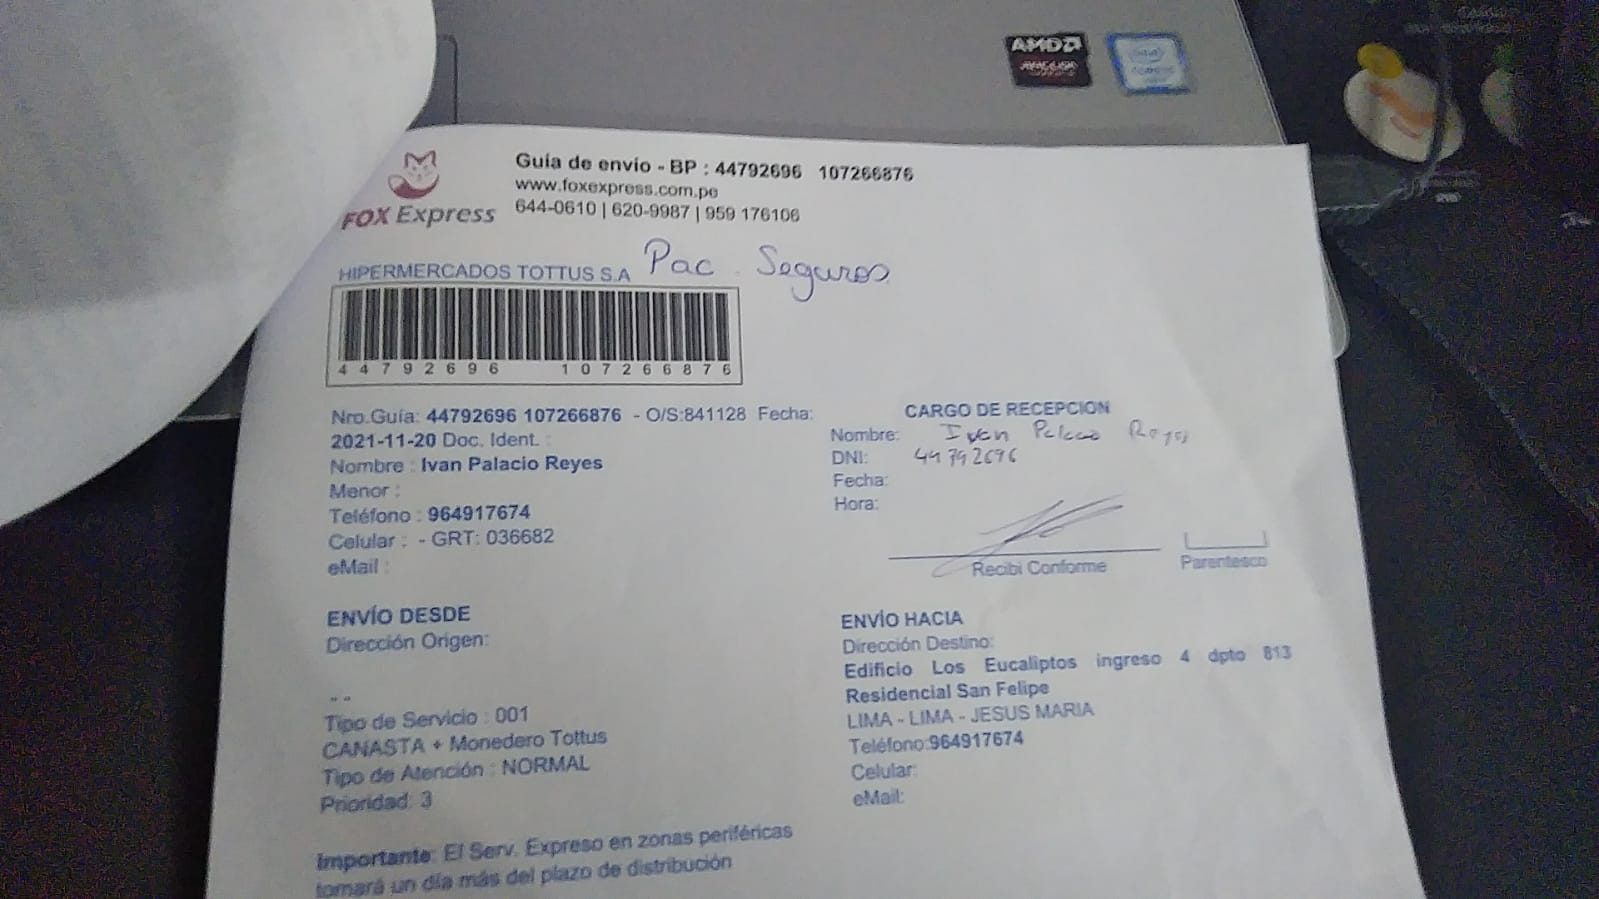 AMD
intel
FOX Express
Guía de envío - BP : 44792696 107266876
www.foxexpress.com.pe
644-0610 | 620-9987 | 959 176106
HIPERMERCADOS TOTTUS S.A
Pac. Seguros
44792696 107266876
Nro.Guía: 44792696 107266876 - O/S:841128 Fecha:
2021-11-20 Doc. Ident. :
Nombre : Ivan Palacio Reyes
Menor :
Teléfono : 964917674
Celular : - GRT: 036682
eMail :
CARGO DE RECEPCION
Nombre: Ivan Palacio Reyes
DNI: 44792696
Fecha:
Hora:
Recibi Conforme
Parentesco
ENVÍO DESDE
Dirección Origen:
- -
Tipo de Servicio : 001
CANASTA + Monedero Tottus
Tipo de Atención : NORMAL
Prioridad: 3
ENVÍO HACIA
Dirección Destino:
Edificio Los Eucaliptos ingreso 4 dpto 813
Residencial San Felipe
LIMA - LIMA - JESUS MARIA
Teléfono:964917674
Celular:
eMail:
Importante: El Serv. Expreso en zonas periféricas
tomará un día más del plazo de distribución